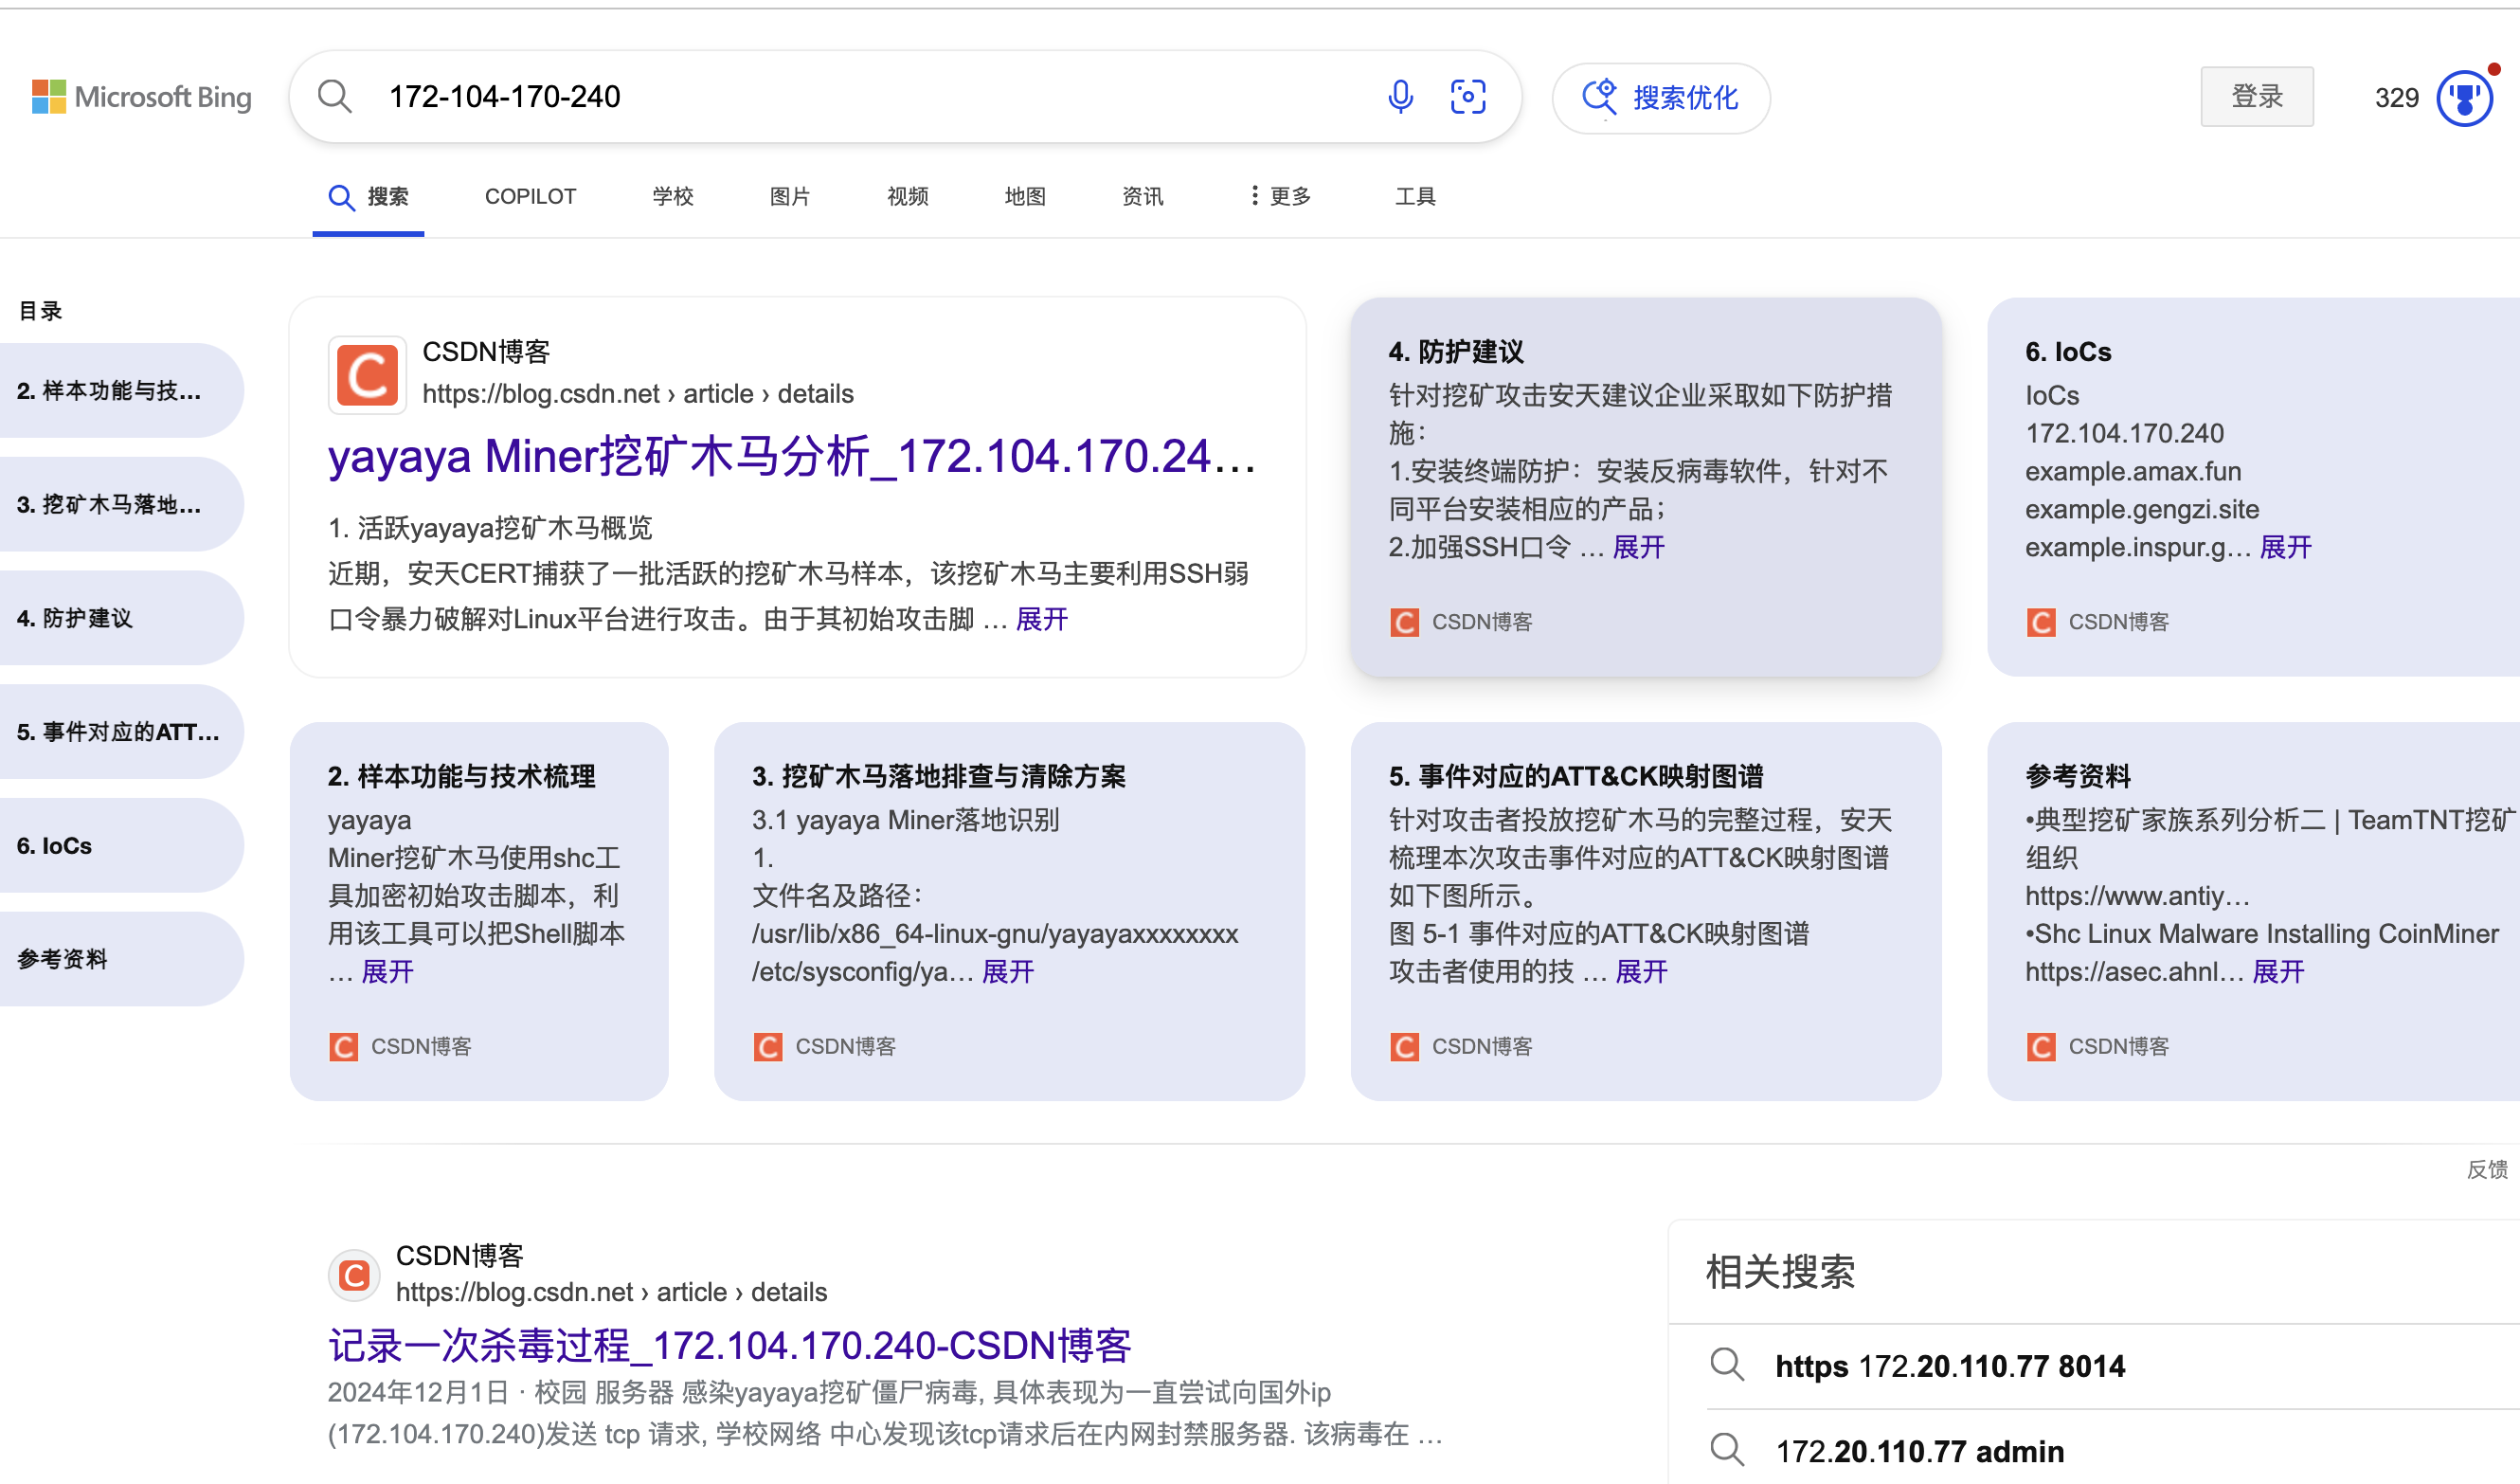 Microsoft Bing
172-104-170-240
搜索优化
登录
329
搜索
COPILOT
学校
图片
视频
地图
资讯
更多
工具
目录
2. 样本功能与技...
3. 挖矿木马落地...
4. 防护建议
5. 事件对应的ATT...
6. IoCs
参考资料
CSDN博客
https://blog.csdn.net › article › details
yayaya Miner挖矿木马分析_172.104.170.24…
1. 活跃yayaya挖矿木马概览
近期，安天CERT捕获了一批活跃的挖矿木马样本，该挖矿木马主要利用SSH弱
口令暴力破解对Linux平台进行攻击。由于其初始攻击脚 … 展开
4. 防护建议
针对挖矿攻击安天建议企业采取如下防护措
施：
1.安装终端防护：安装反病毒软件，针对不
同平台安装相应的产品；
2.加强SSH口令 … 展开
CSDN博客
6. IoCs
IoCs
172.104.170.240
example.amax.fun
example.gengzi.site
example.inspur.g… 展开
CSDN博客
2. 样本功能与技术梳理
yayaya
Miner挖矿木马使用shc工
具加密初始攻击脚本，利
用该工具可以把Shell脚本
… 展开
CSDN博客
3. 挖矿木马落地排查与清除方案
3.1 yayaya Miner落地识别
1.
文件名及路径：
/usr/lib/x86_64-linux-gnu/yayayaxxxxxxxx
/etc/sysconfig/ya… 展开
CSDN博客
5. 事件对应的ATT&CK映射图谱
针对攻击者投放挖矿木马的完整过程，安天
梳理本次攻击事件对应的ATT&CK映射图谱
如下图所示。
图 5-1 事件对应的ATT&CK映射图谱
攻击者使用的技 … 展开
CSDN博客
参考资料
•典型挖矿家族系列分析二 | TeamTNT挖矿
组织
https://www.antiy…
•Shc Linux Malware Installing CoinMiner
https://asec.ahnl… 展开
CSDN博客
反馈
CSDN博客
https://blog.csdn.net › article › details
记录一次杀毒过程_172.104.170.240-CSDN博客
2024年12月1日 · 校园 服务器 感染yayaya挖矿僵尸病毒, 具体表现为一直尝试向国外ip
(172.104.170.240)发送 tcp 请求, 学校网络 中心发现该tcp请求后在内网封禁服务器. 该病毒在 …
相关搜索
https 172.20.110.77 8014
172.20.110.77 admin